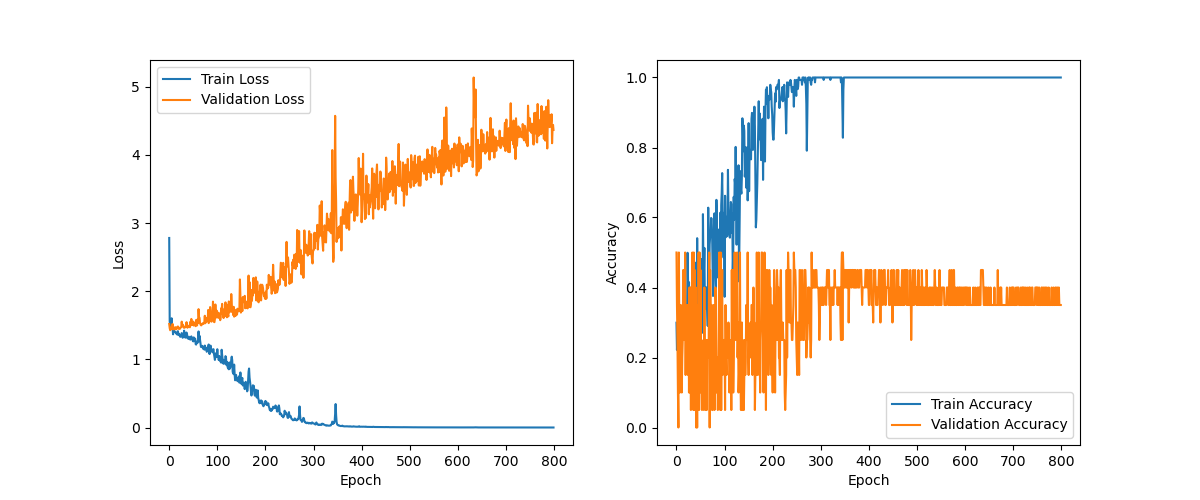 Train Loss
Validation Loss
5
4
3
2
1
0
Loss
0 100 200 300 400 500 600 700 800
Epoch
1.0
0.8
0.6
0.4
0.2
0.0
Accuracy
Train Accuracy
Validation Accuracy
0 100 200 300 400 500 600 700 800
Epoch